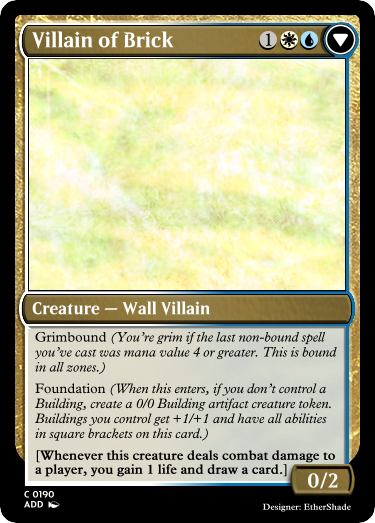 Villain of Brick 1
Creature — Wall Villain
Grimbound (You're grim if the last non-bound spell
you've cast was mana value 4 or greater. This is bound
in all zones.)
Foundation (When this enters, if you don't control a
Building, create a 0/0 Building artifact creature token.
Buildings you control get +1/+1 and have all abilities
in square brackets on this card.)
[Whenever this creature deals combat damage to
a player, you gain 1 life and draw a card.]
0/2
C 0190
ADD
Designer: EtherShade